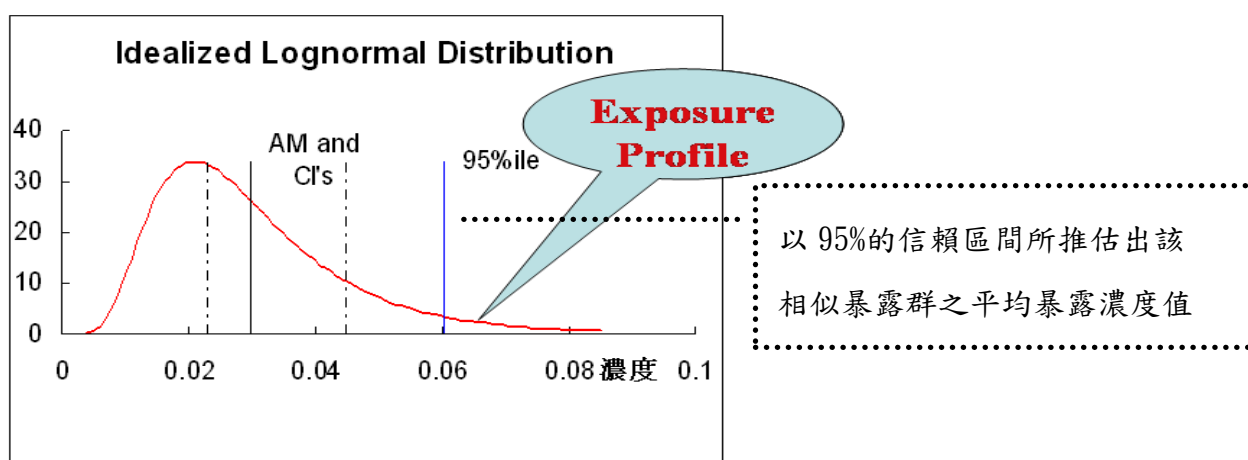 Idealized Lognormal Distribution
Exposure
Profile
40
30
20
10
0
AM and
CI's
95%ile
0
0.02
0.04
0.06
0.08
濃度
0.1
以 95%的信賴區間所推估出該
相似暴露群之平均暴露濃度值